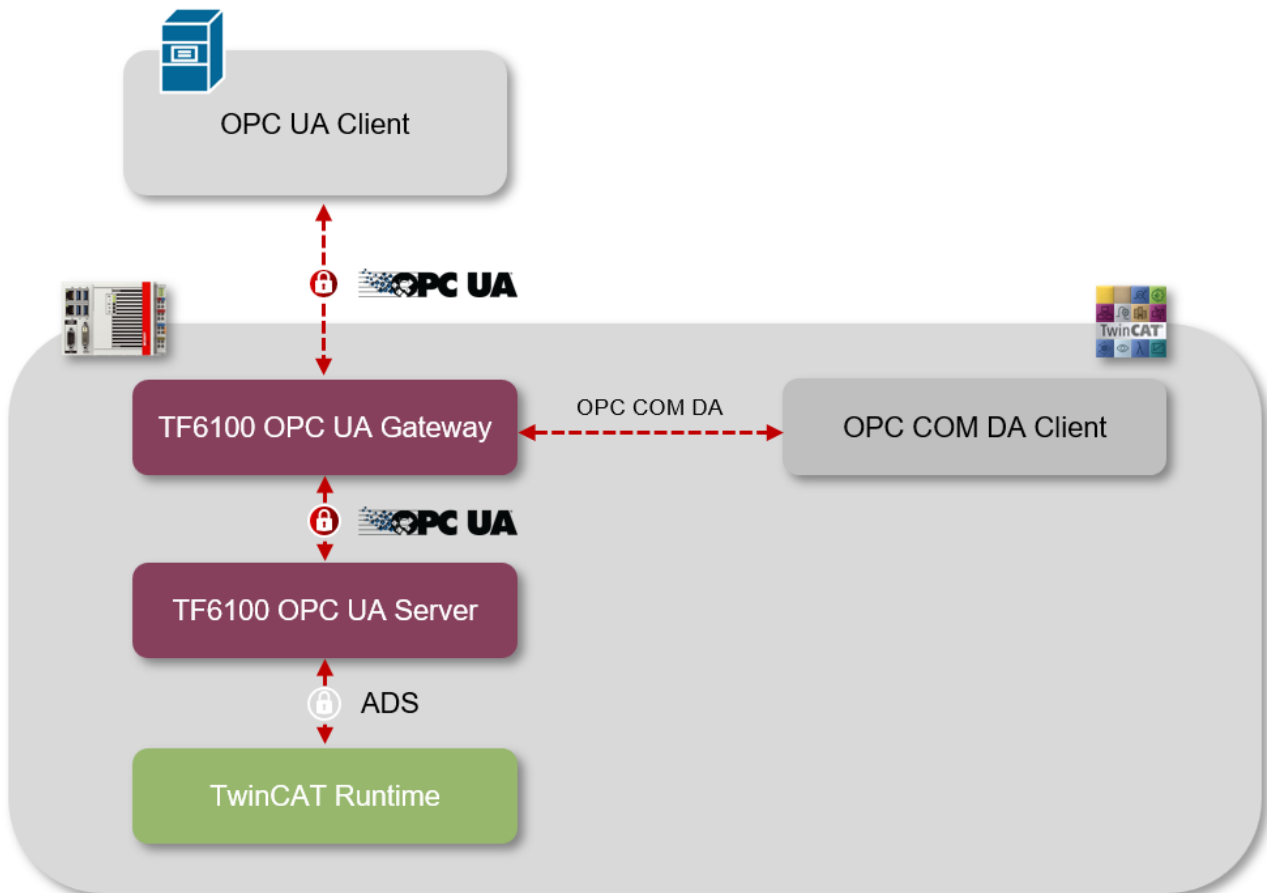 OPC UA Client
OPC UA
TwinCAT
TF6100 OPC UA Gateway
OPC COM DA
OPC COM DA Client
OPC UA
TF6100 OPC UA Server
ADS
TwinCAT Runtime